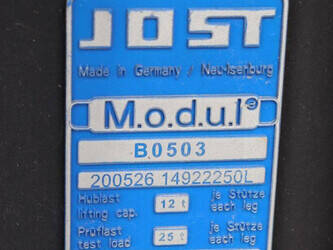 JOST
Made in Germany / Neu-Isenburg
M.o.d.u.l®
B0503
200526 14922250L
Hublast 12 t je Stütze
lifting cap. each leg
Prüflast 25 t je Stütze
test load each leg